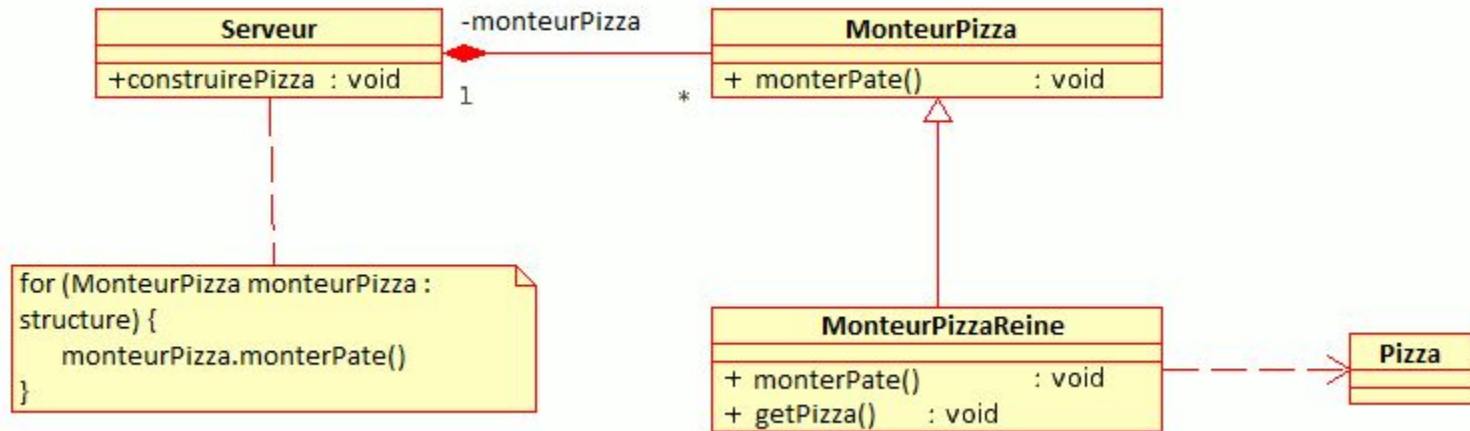 Serveur
+construirePizza : void
-monteurPizza
1
*
MonteurPizza
+ monterPate() : void
for (MonteurPizza monteurPizza :
structure) {
monteurPizza.monterPate()
}
MonteurPizzaReine
+ monterPate() : void
+ getPizza() : void
Pizza